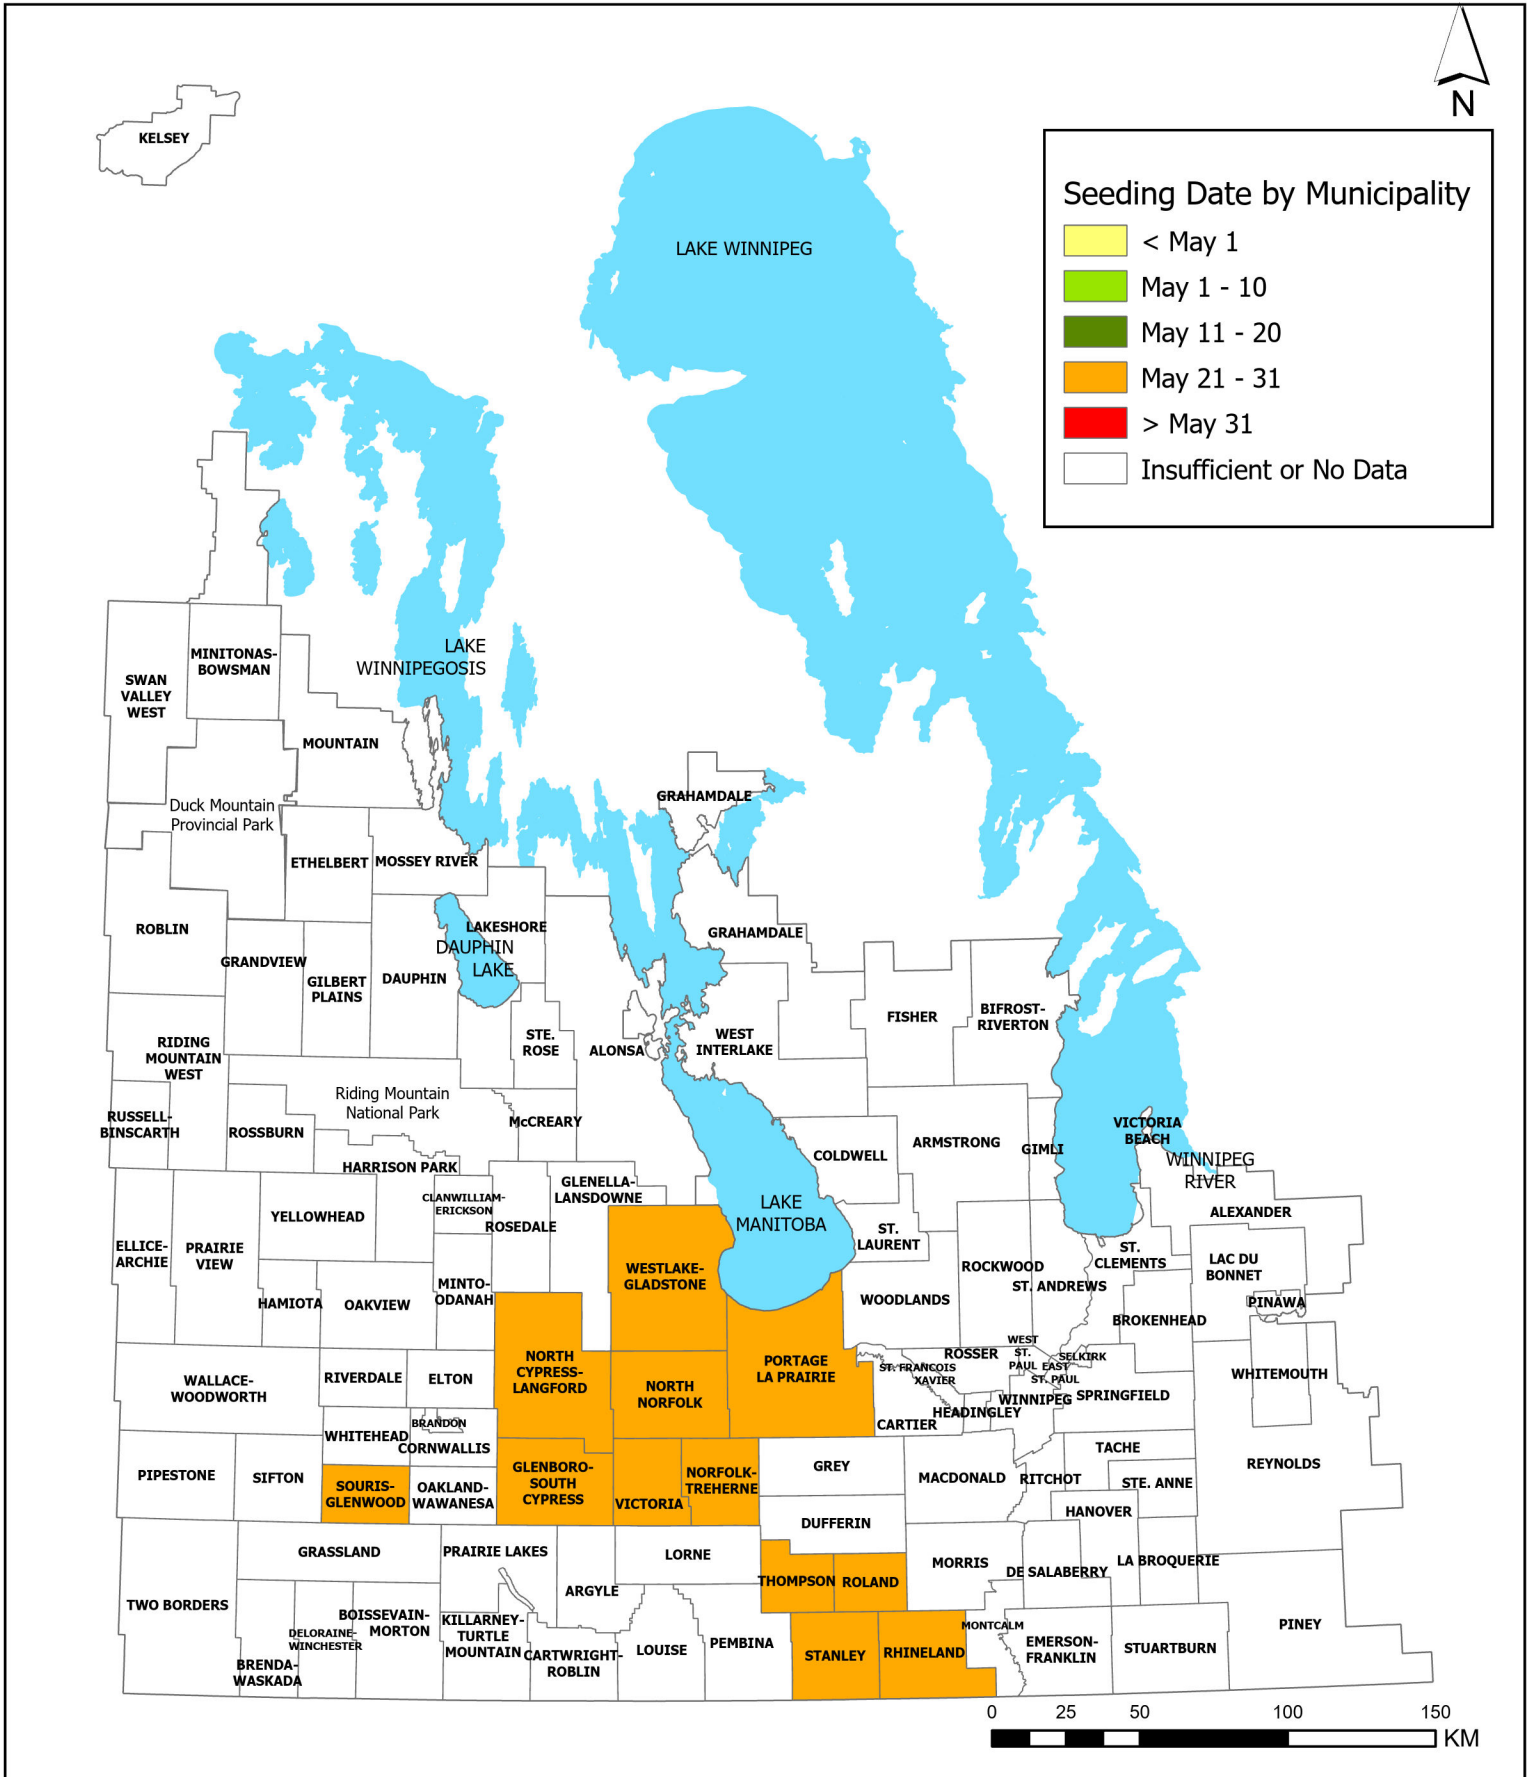 N
KELSEY
Seeding Date by Municipality
< May 1
May 1 - 10
May 11 - 20
May 21 - 31
> May 31
Insufficient or No Data
LAKE WINNIPEG
LAKE
WINNIPEGOSIS
MINITONAS-
BOWSMAN
SWAN
VALLEY
WEST
MOUNTAIN
Duck Mountain
Provincial Park
GRAHAMDALE
ETHELBERT
MOSSEY RIVER
ROBLIN
LAKESHORE
DAUPHIN
LAKE
GRAHAMDALE
GRANDVIEW
GILBERT
PLAINS
DAUPHIN
FISHER
BIFROST-
RIVERTON
STE.
ROSE
ALONSA
WEST
INTERLAKE
RIDING
MOUNTAIN
WEST
Riding Mountain
National Park
RUSSELL-
BINSCARTH
ROSSBURN
McCREARY
VICTORIA
BEACH
ARMSTRONG
GIMLI
COLDWELL
WINNIPEG
RIVER
HARRISON PARK
CLANWILLIAM-
ERICKSON
GLENELLA-
LANSDOWNE
YELLOWHEAD
ROSEDALE
LAKE
MANITOBA
ST.
LAURENT
ALEXANDER
ELLICE-
ARCHIE
PRAIRIE
VIEW
ST.
CLEMENTS
LAC DU
BONNET
WESTLAKE-
GLADSTONE
ROCKWOOD
ST. ANDREWS
MINTO-
ODANAH
HAMIOTA
OAKVIEW
WOODLANDS
PINAWA
BROKENHEAD
NORTH
CYPRESS-
LANGFORD
PORTAGE
LA PRAIRIE
ROSSER
WEST
ST.
PAUL
EAST
ST. PAUL
SELKIRK
ST. FRANCOIS
XAVIER
WHITEMOUTH
WALLACE-
WOODWORTH
RIVERDALE
ELTON
NORTH
NORFOLK
WINNIPEG
SPRINGFIELD
HEADINGLEY
CARTIER
BRANDON
WHITEHEAD
CORNWALLIS
TACHE
PIPESTONE
SIFTON
GLENBORO-
SOUTH
CYPRESS
GREY
MACDONALD
RITCHOT
STE. ANNE
REYNOLDS
SOURIS-
GLENWOOD
OAKLAND-
WAWANESA
VICTORIA
NORFOLK-
TREHERNE
HANOVER
DUFFERIN
GRASSLAND
PRAIRIE LAKES
LORNE
MORRIS
DE SALABERRY
LA BROQUERIE
THOMPSON
ROLAND
ARGYLE
TWO BORDERS
BOISSEVAIN-
MORTON
DELORAINE-
WINCHESTER
KILLARNEY-
TURTLE
MOUNTAIN
MONTCALM
PINEY
BRENDA-
WASKADA
CARTWRIGHT-
ROBLIN
LOUISE
PEMBINA
STANLEY
RHINELAND
EMERSON-
FRANKLIN
STUARTBURN
0 25 50 100 150
KM